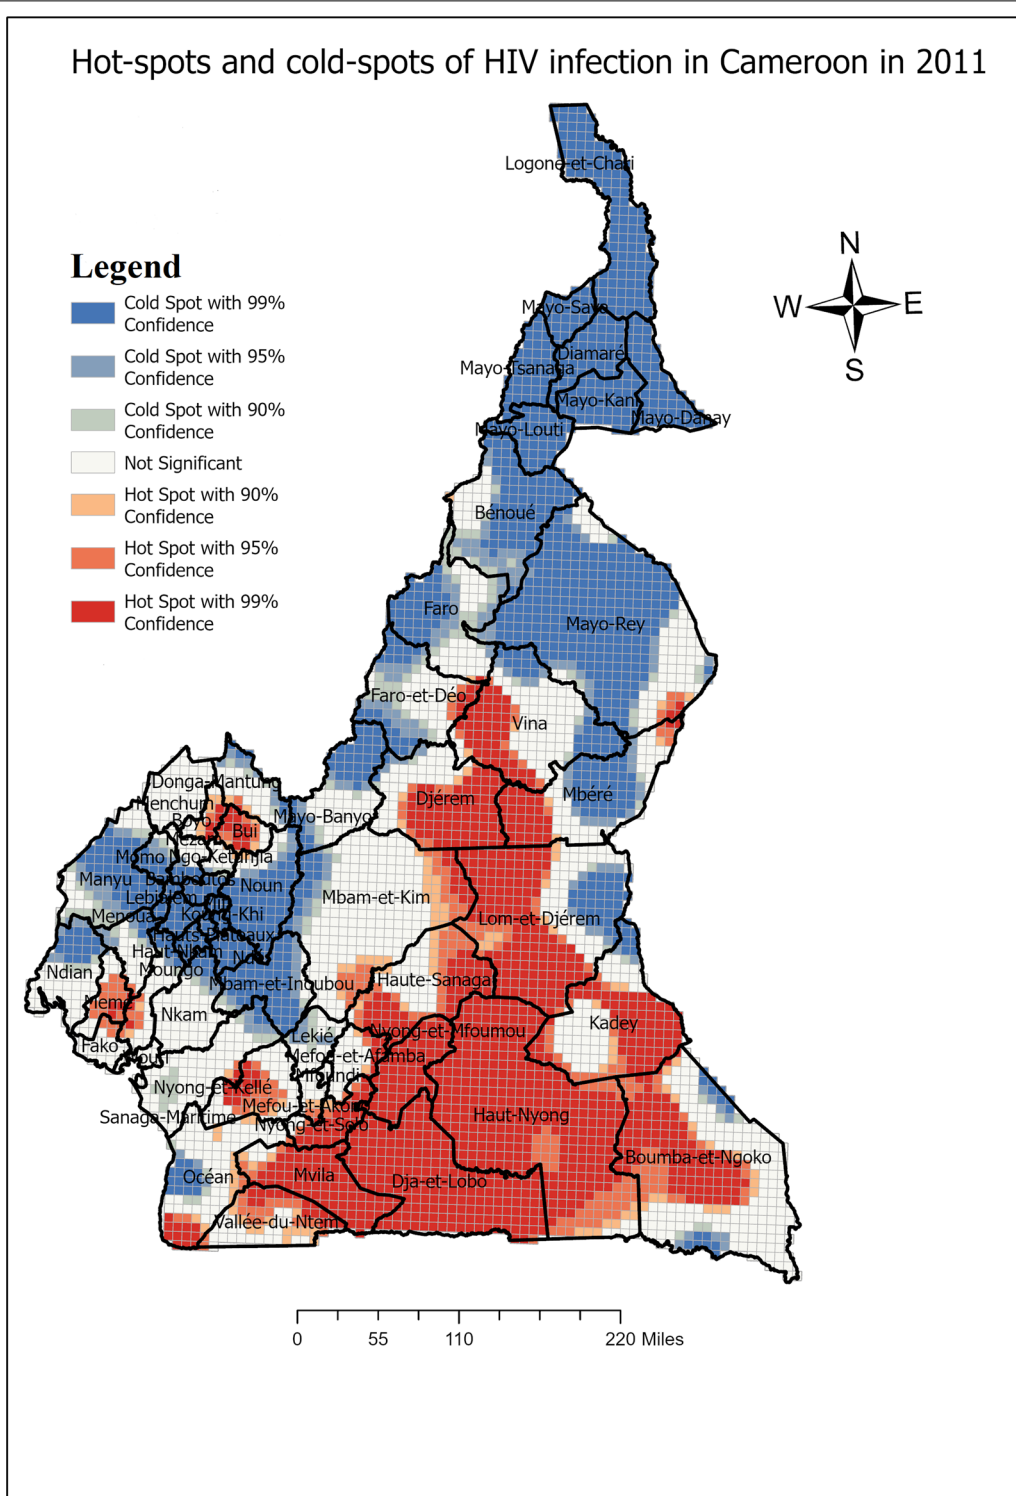 Hot-spots and cold-spots of HIV infection in Cameroon in 2011
Logone-et-Chari
N
W
E
S
Legend
Cold Spot with 99%
Confidence
Cold Spot with 95%
Confidence
Cold Spot with 90%
Confidence
Not Significant
Hot Spot with 90%
Confidence
Hot Spot with 95%
Confidence
Hot Spot with 99%
Confidence
Mayo-Sava
Diamaré
Mayo-Tsanaga
Mayo-Kani
Mayo-Danay
Mayo-Louti
Bénoué
Faro
Mayo-Rey
Faro-et-Déo
Vina
Donga-Mantung
Menchum
Djérem
Mbéré
Boyo
Mayo-Banyo
Bui
Mezam
Momo
Ngo-Ketunjia
Manyu
Bamboutos
Noun
Lebialem
Mbam-et-Kim
Menoua
Koung-Khi
Lom-et-Djérem
Hauts-Plateaux
Haut-Nkam
Ndé
Ndian
Moungo
Mbam-et-Inoubou
Haute-Sanaga
Meme
Nkam
Kadey
Lekié
Nyong-et-Mfoumou
Fako
Wouri
Mefou-et-Afamba
Mfoundi
Nyong-et-Kellé
Mefou-et-Akono
Sanaga-Maritime
Nyong-et-So'o
Haut-Nyong
Boumba-et-Ngoko
Océan
Mvila
Dja-et-Lobo
Vallée-du-Ntem
0
55
110
220 Miles